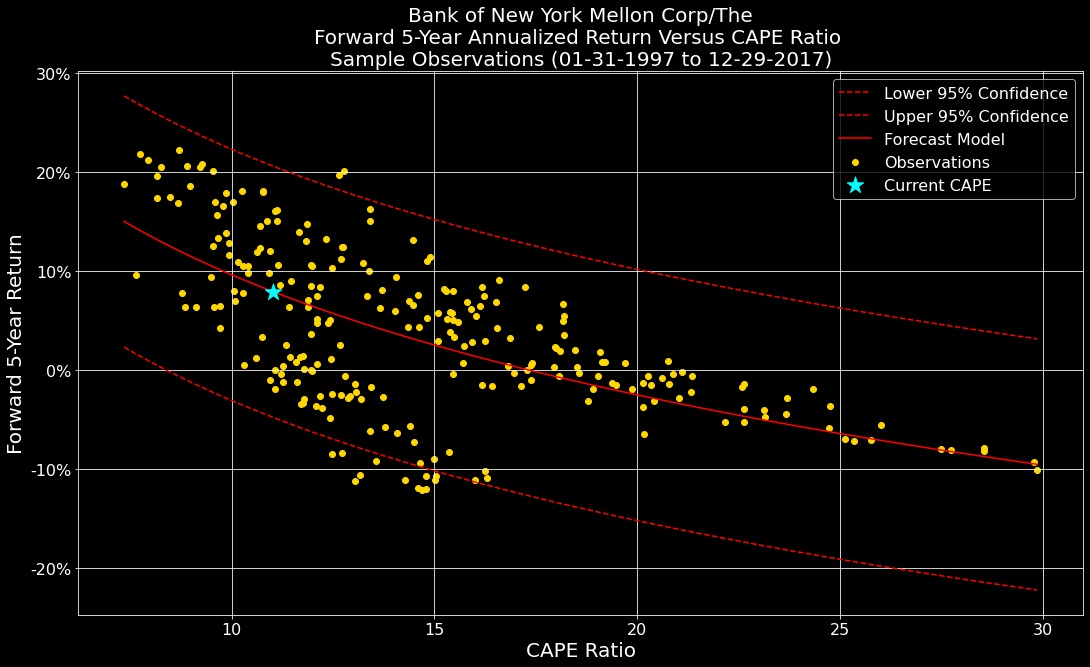 Bank of New York Mellon Corp/The
Forward 5-Year Annualized Return Versus CAPE Ratio
Sample Observations (01-31-1997 to 12-29-2017)
Lower 95% Confidence
Upper 95% Confidence
Forecast Model
Observations
Current CAPE
Forward 5-Year Return
30%
20%
10%
0%
-10%
-20%
10
15
20
25
30
CAPE Ratio